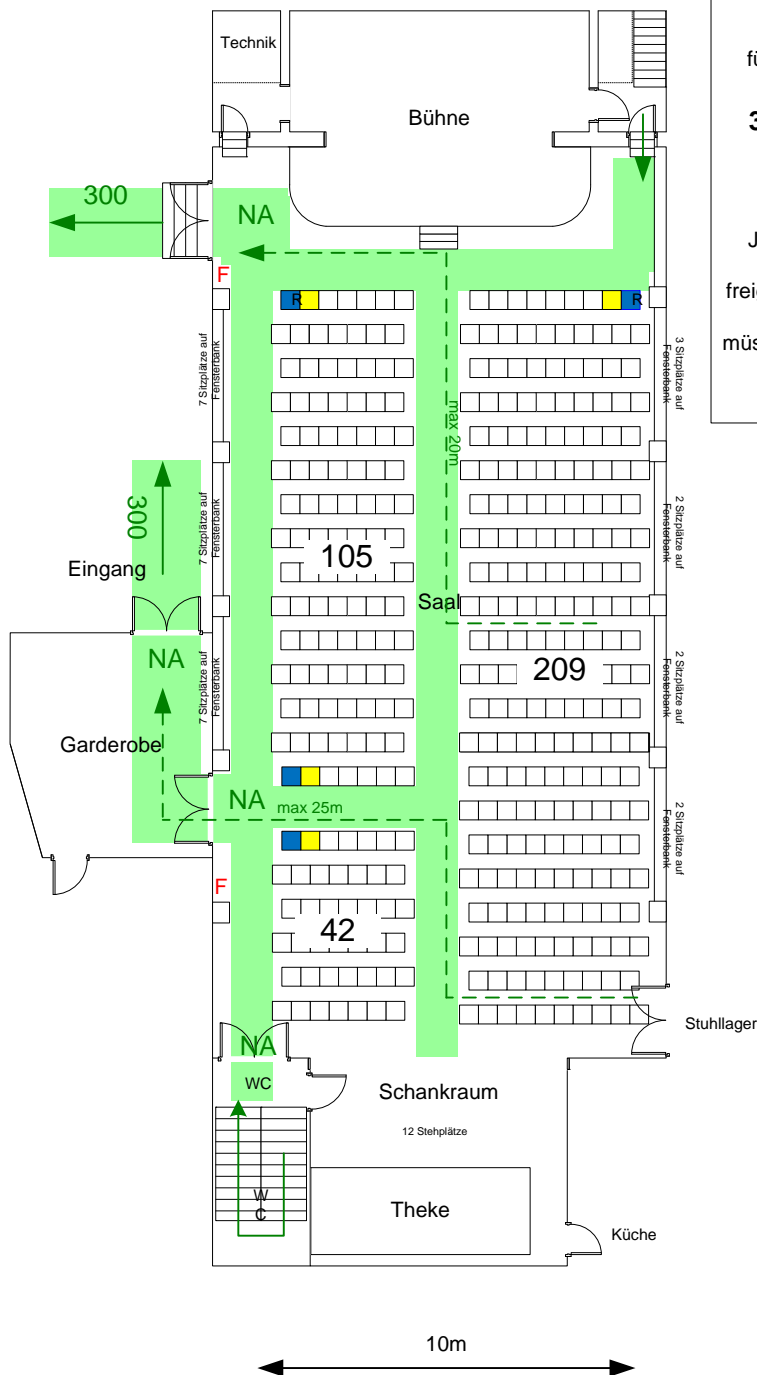 Technik
Bühne
fü
3
J
freig
müs
300
NA
F
R
R
7 Sitzplätze auf
Fensterbank
3 Sitzplätze auf
Fensterbank
max 20m
300
7 Sitzplätze auf
Fensterbank
2 Sitzplätze auf
Fensterbank
105
Eingang
Saal
NA
7 Sitzplätze auf
Fensterbank
209
2 Sitzplätze auf
Fensterbank
Garderobe
NA
max 25m
2 Sitzplätze auf
Fensterbank
F
42
Stuhllager
NA
WC
Schankraum
12 Stehplätze
W
C
Theke
Küche
10m